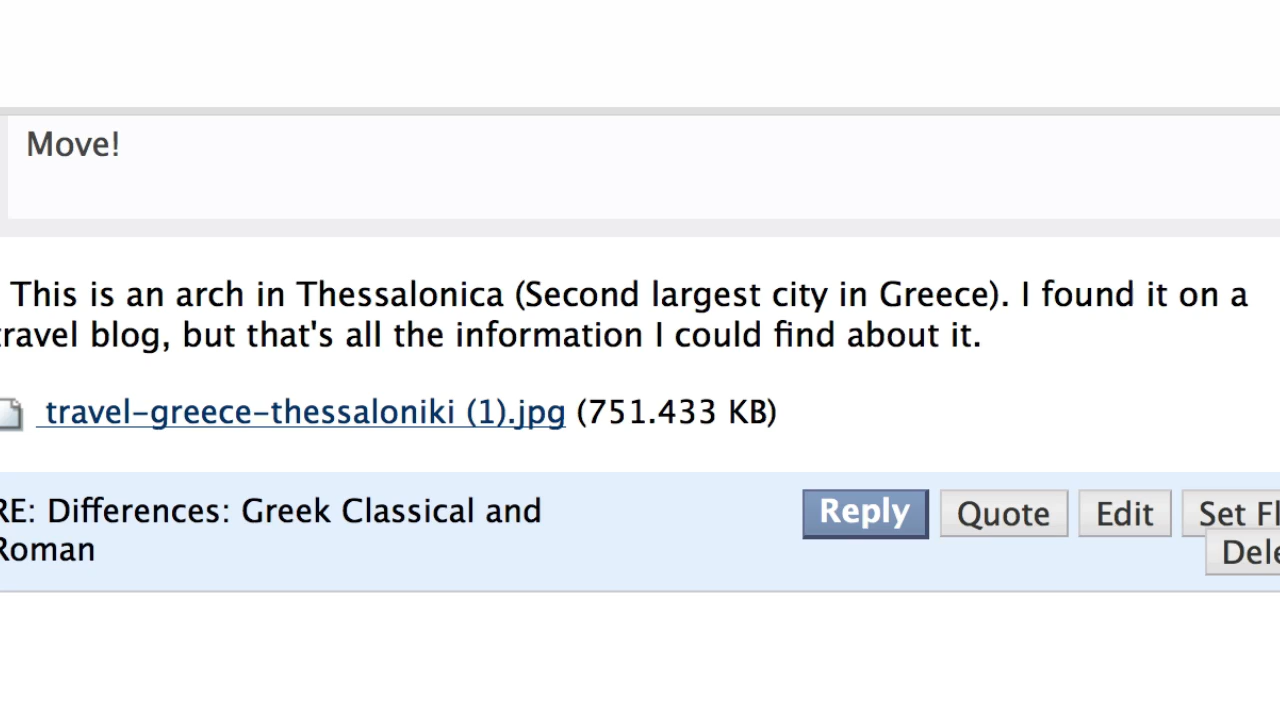 Move!
This is an arch in Thessalonica (Second largest city in Greece). I found it on a
travel blog, but that's all the information I could find about it.
travel-greece-thessaloniki (1).jpg (751.433 KB)
RE: Differences: Greek Classical and Reply Quote Edit Set
Roman